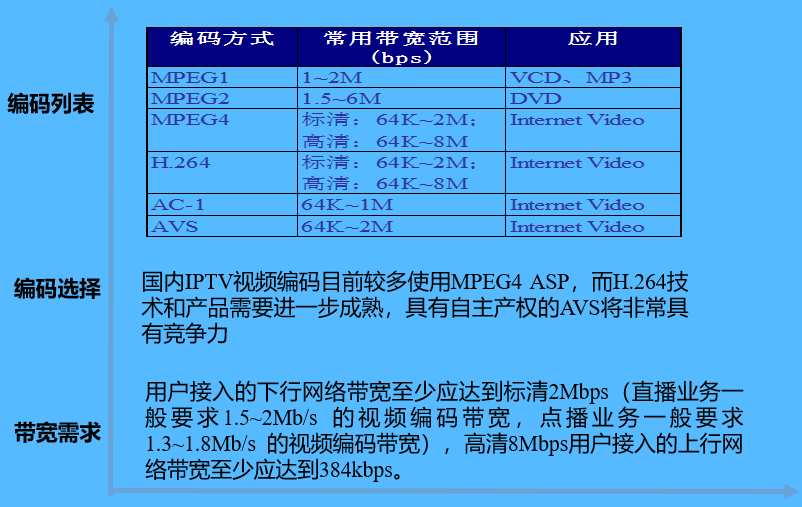 编码列表
编码方式 常用带宽范围 (bps) 应用
MPEG1 1~2M VCD、MP3
MPEG2 1.5~6M DVD
MPEG4 标清：64K~2M； Internet Video
高清：64K~8M
H.264 标清：64K~2M； Internet Video
高清：64K~8M
AC-1 64K~1M Internet Video
AVS 64K~2M Internet Video
编码选择
国内IPTV视频编码目前较多使用MPEG4 ASP，而H.264技
术和产品需要进一步成熟，具有自主产权的AVS将非常具
有竞争力
带宽需求
用户接入的下行网络带宽至少应达到标清2Mbps（直播业务一
般要求1.5~2Mb/s 的视频编码带宽，点播业务一般要求
1.3~1.8Mb/s 的视频编码带宽），高清8Mbps用户接入的上行网
络带宽至少应达到384kbps。